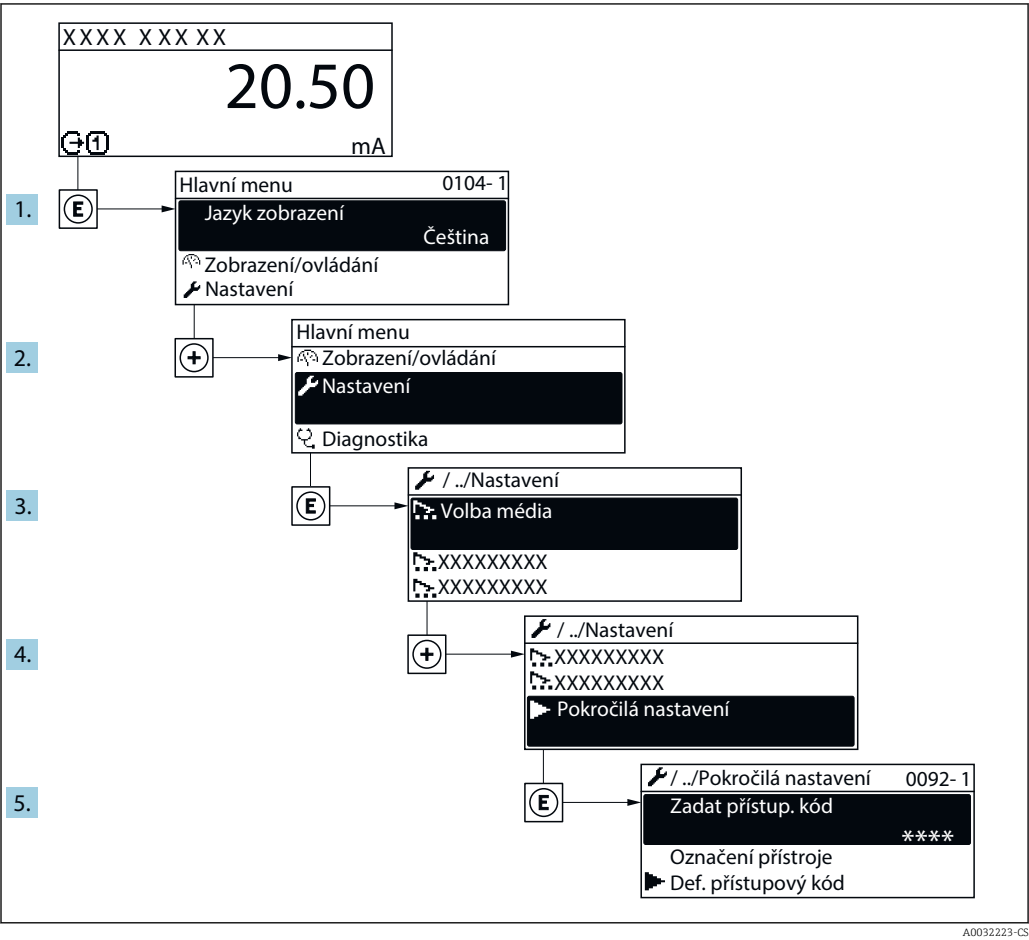 XXXX XXX XX
20.50
mA
1.
E
Hlavní menu 0104-1
Jazyk zobrazení
Čeština
Zobrazení/ovládání
Nastavení
2.
+
Hlavní menu
Zobrazení/ovládání
Nastavení
Diagnostika
3.
E
/ ../Nastavení
Volba média
XXXXXXXXX
XXXXXXXXX
4.
+
/ ../Nastavení
XXXXXXXXX
XXXXXXXXX
Pokročilá nastavení
5.
E
/ ../Pokročilá nastavení 0092-1
Zadat přístup. kód
****
Označení přístroje
Def. přístupový kód
A0032223-CS